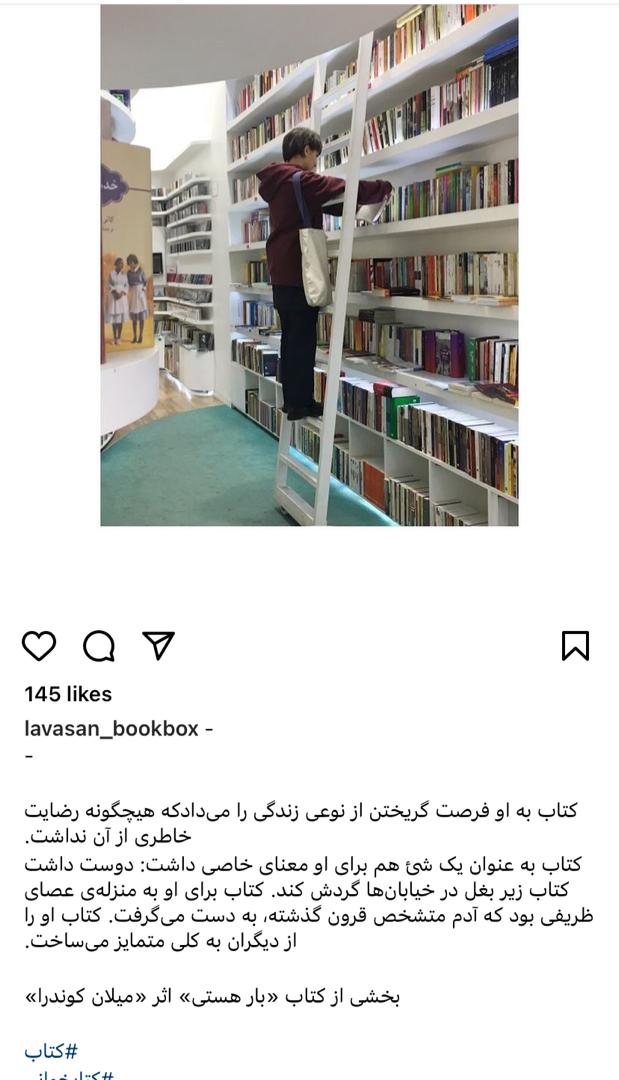 خد
145 likes
lavasan_bookbox -
-
کتاب به او فرصت گریختن از نوعی زندگی را می‌دادکه هیچگونه رضایت
خاطری از آن نداشت.
کتاب به عنوان یک شئ هم برای او معنای خاصی داشت: دوست داشت
کتاب زیر بغل در خیابان‌ها گردش کند. کتاب برای او به منزله‌ی عصای
ظریفی بود که آدم متشخص قرون گذشته، به دست می‌گرفت. کتاب او را
از دیگران به کلی متمایز می‌ساخت.
بخشی از کتاب «بار هستی» اثر «میلان کوندرا»
#کتاب
#کتابخوانی